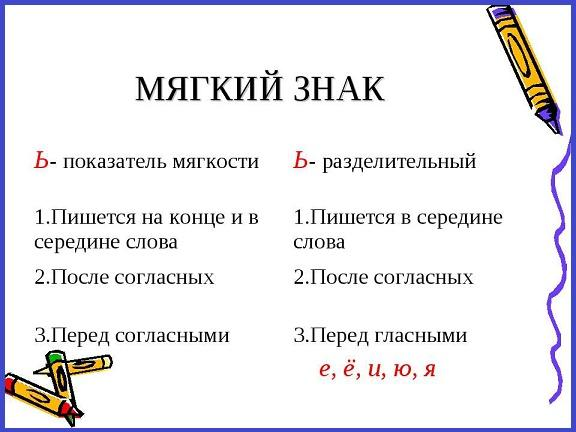 МЯГКИЙ ЗНАК
Ь- показатель мягкости
1.Пишется на конце и в
середине слова
2.После согласных
3.Перед согласными
Ь- разделительный
1.Пишется в середине
слова
2.После согласных
3.Перед гласными
е, ё, и, ю, я